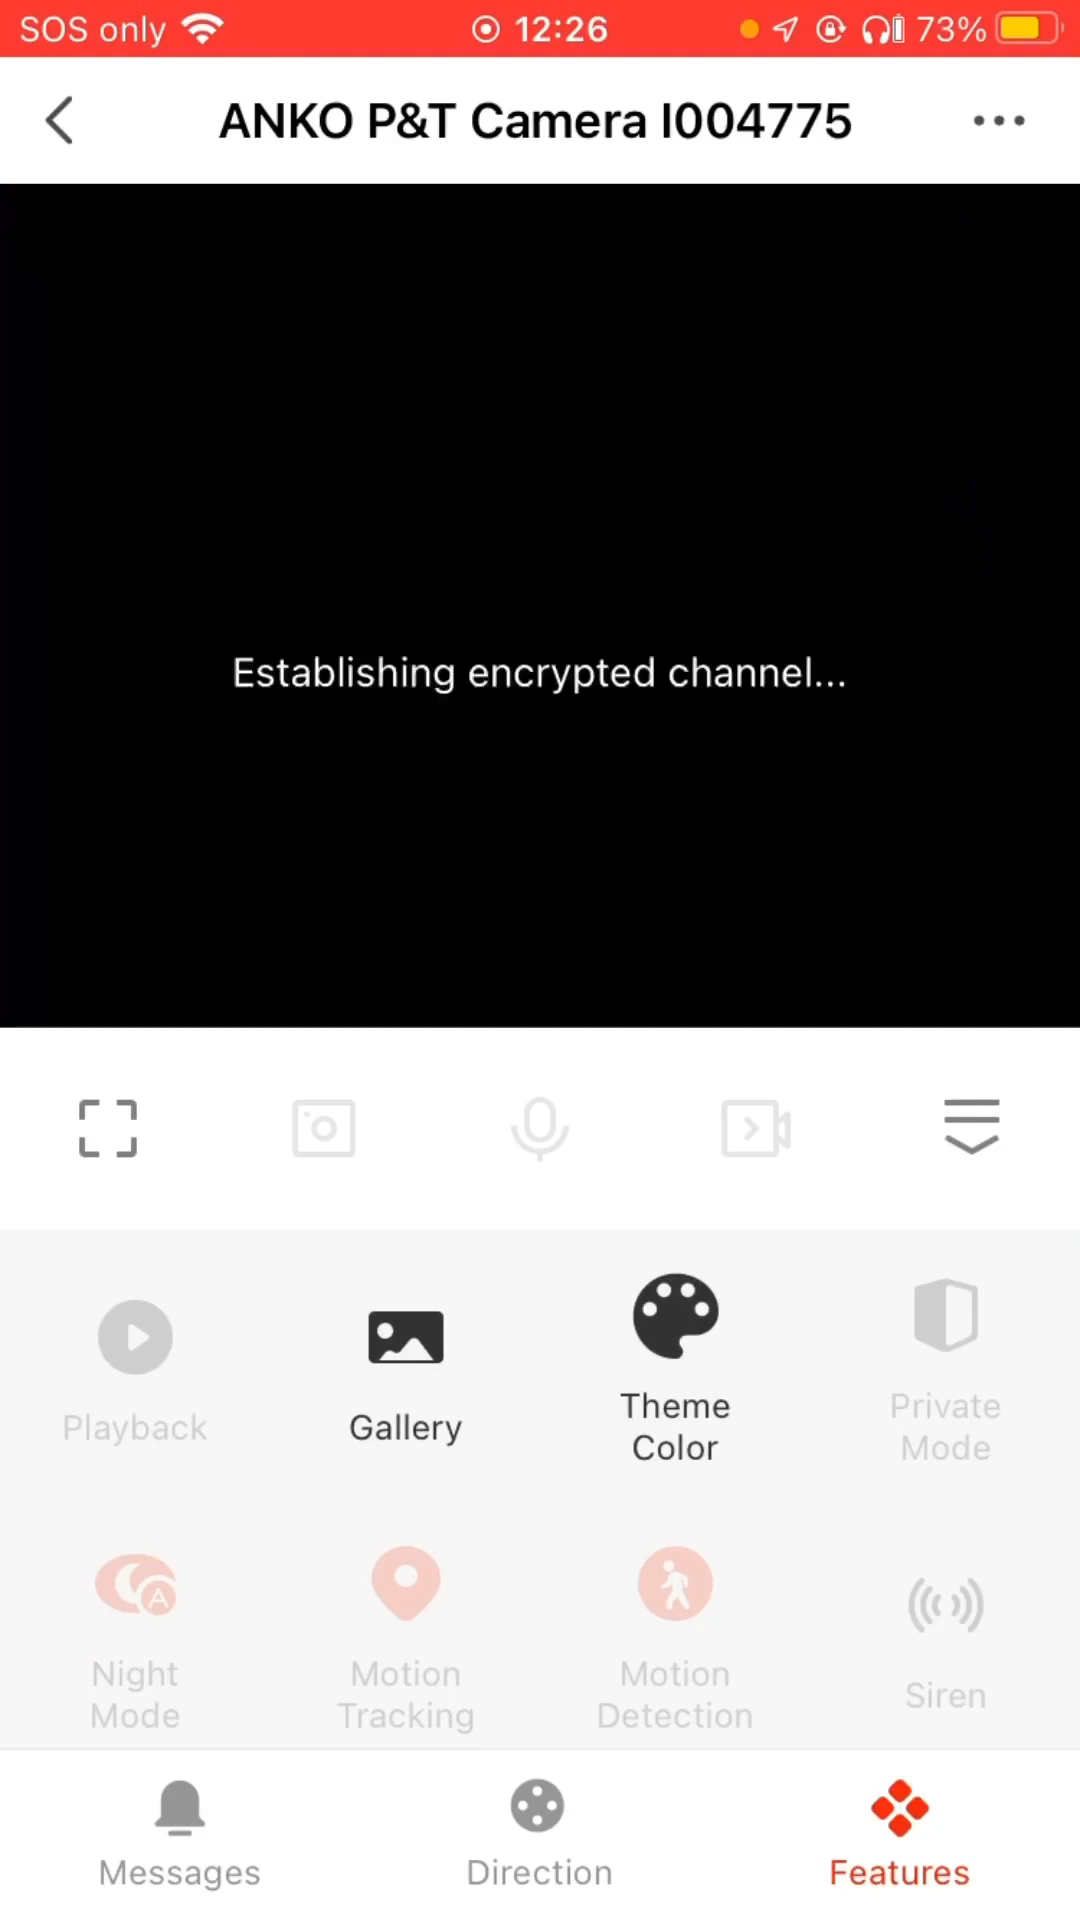 SOS only 12:26 73%
ANKO P&T Camera I004775
Establishing encrypted channel...
Playback Gallery Theme Color Private Mode
Night Mode Motion Tracking Motion Detection Siren
Messages Direction Features